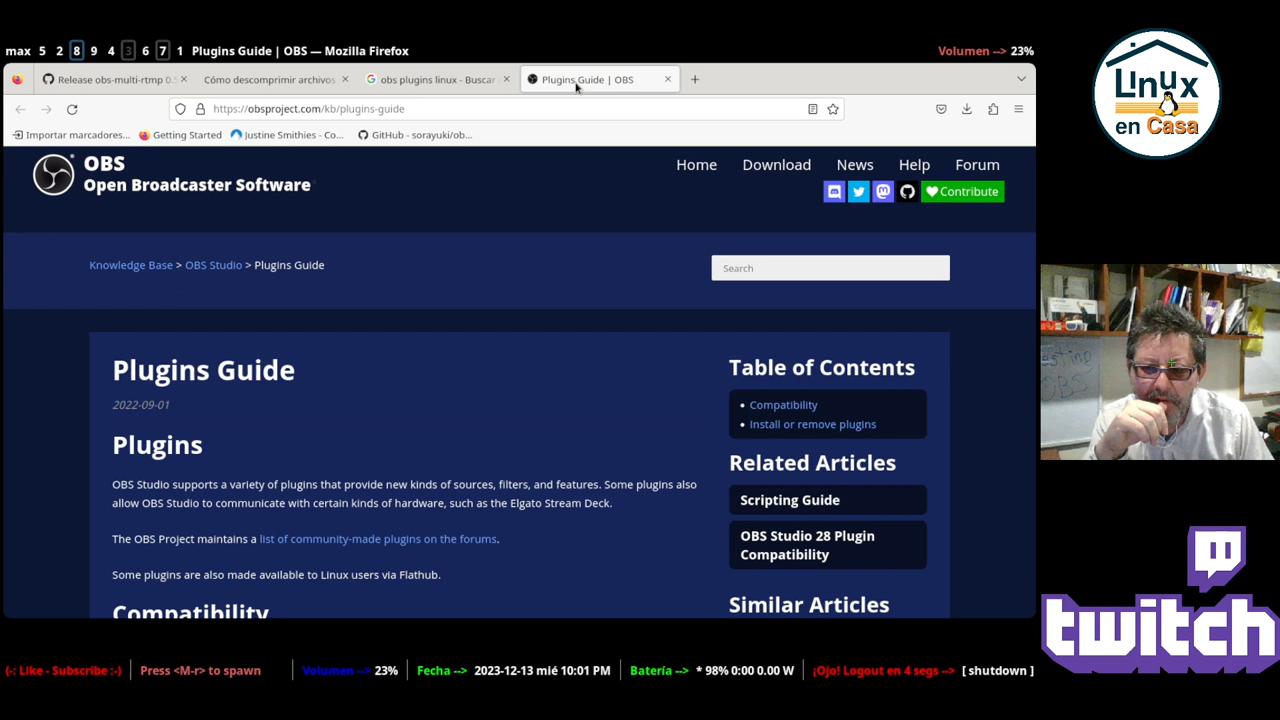 max 5 2 8 9 4 3 6 7 1 Plugins Guide | OBS — Mozilla Firefox
Volumen --> 23%
Release obs-multi-rtmp 0.5
Cómo descomprimir archivos
obs plugins linux - Buscar
Plugins Guide | OBS
https://obsproject.com/kb/plugins-guide
Importar marcadores...
Getting Started
Justine Smithies - Co...
GitHub - sorayuki/ob...
OBS
Open Broadcaster Software
Home
Download
News
Help
Forum
Contribute
Knowledge Base > OBS Studio > Plugins Guide
Search
Plugins Guide
2022-09-01
Plugins
OBS Studio supports a variety of plugins that provide new kinds of sources, filters, and features. Some plugins also
allow OBS Studio to communicate with certain kinds of hardware, such as the Elgato Stream Deck.
The OBS Project maintains a list of community-made plugins on the forums.
Some plugins are also made available to Linux users via Flathub.
Compatibility
Table of Contents
• Compatibility
• Install or remove plugins
Related Articles
Scripting Guide
OBS Studio 28 Plugin
Compatibility
Similar Articles
Linux
en Casa
Testing
OBS
twitch
(-: Like - Subscribe :-)
Press <M-r> to spawn
Volumen --> 23%
Fecha --> 2023-12-13 mié 10:01 PM
Batería --> * 98% 0:00 0.00 W
¡Ojo! Logout en 4 segs --> [ shutdown ]